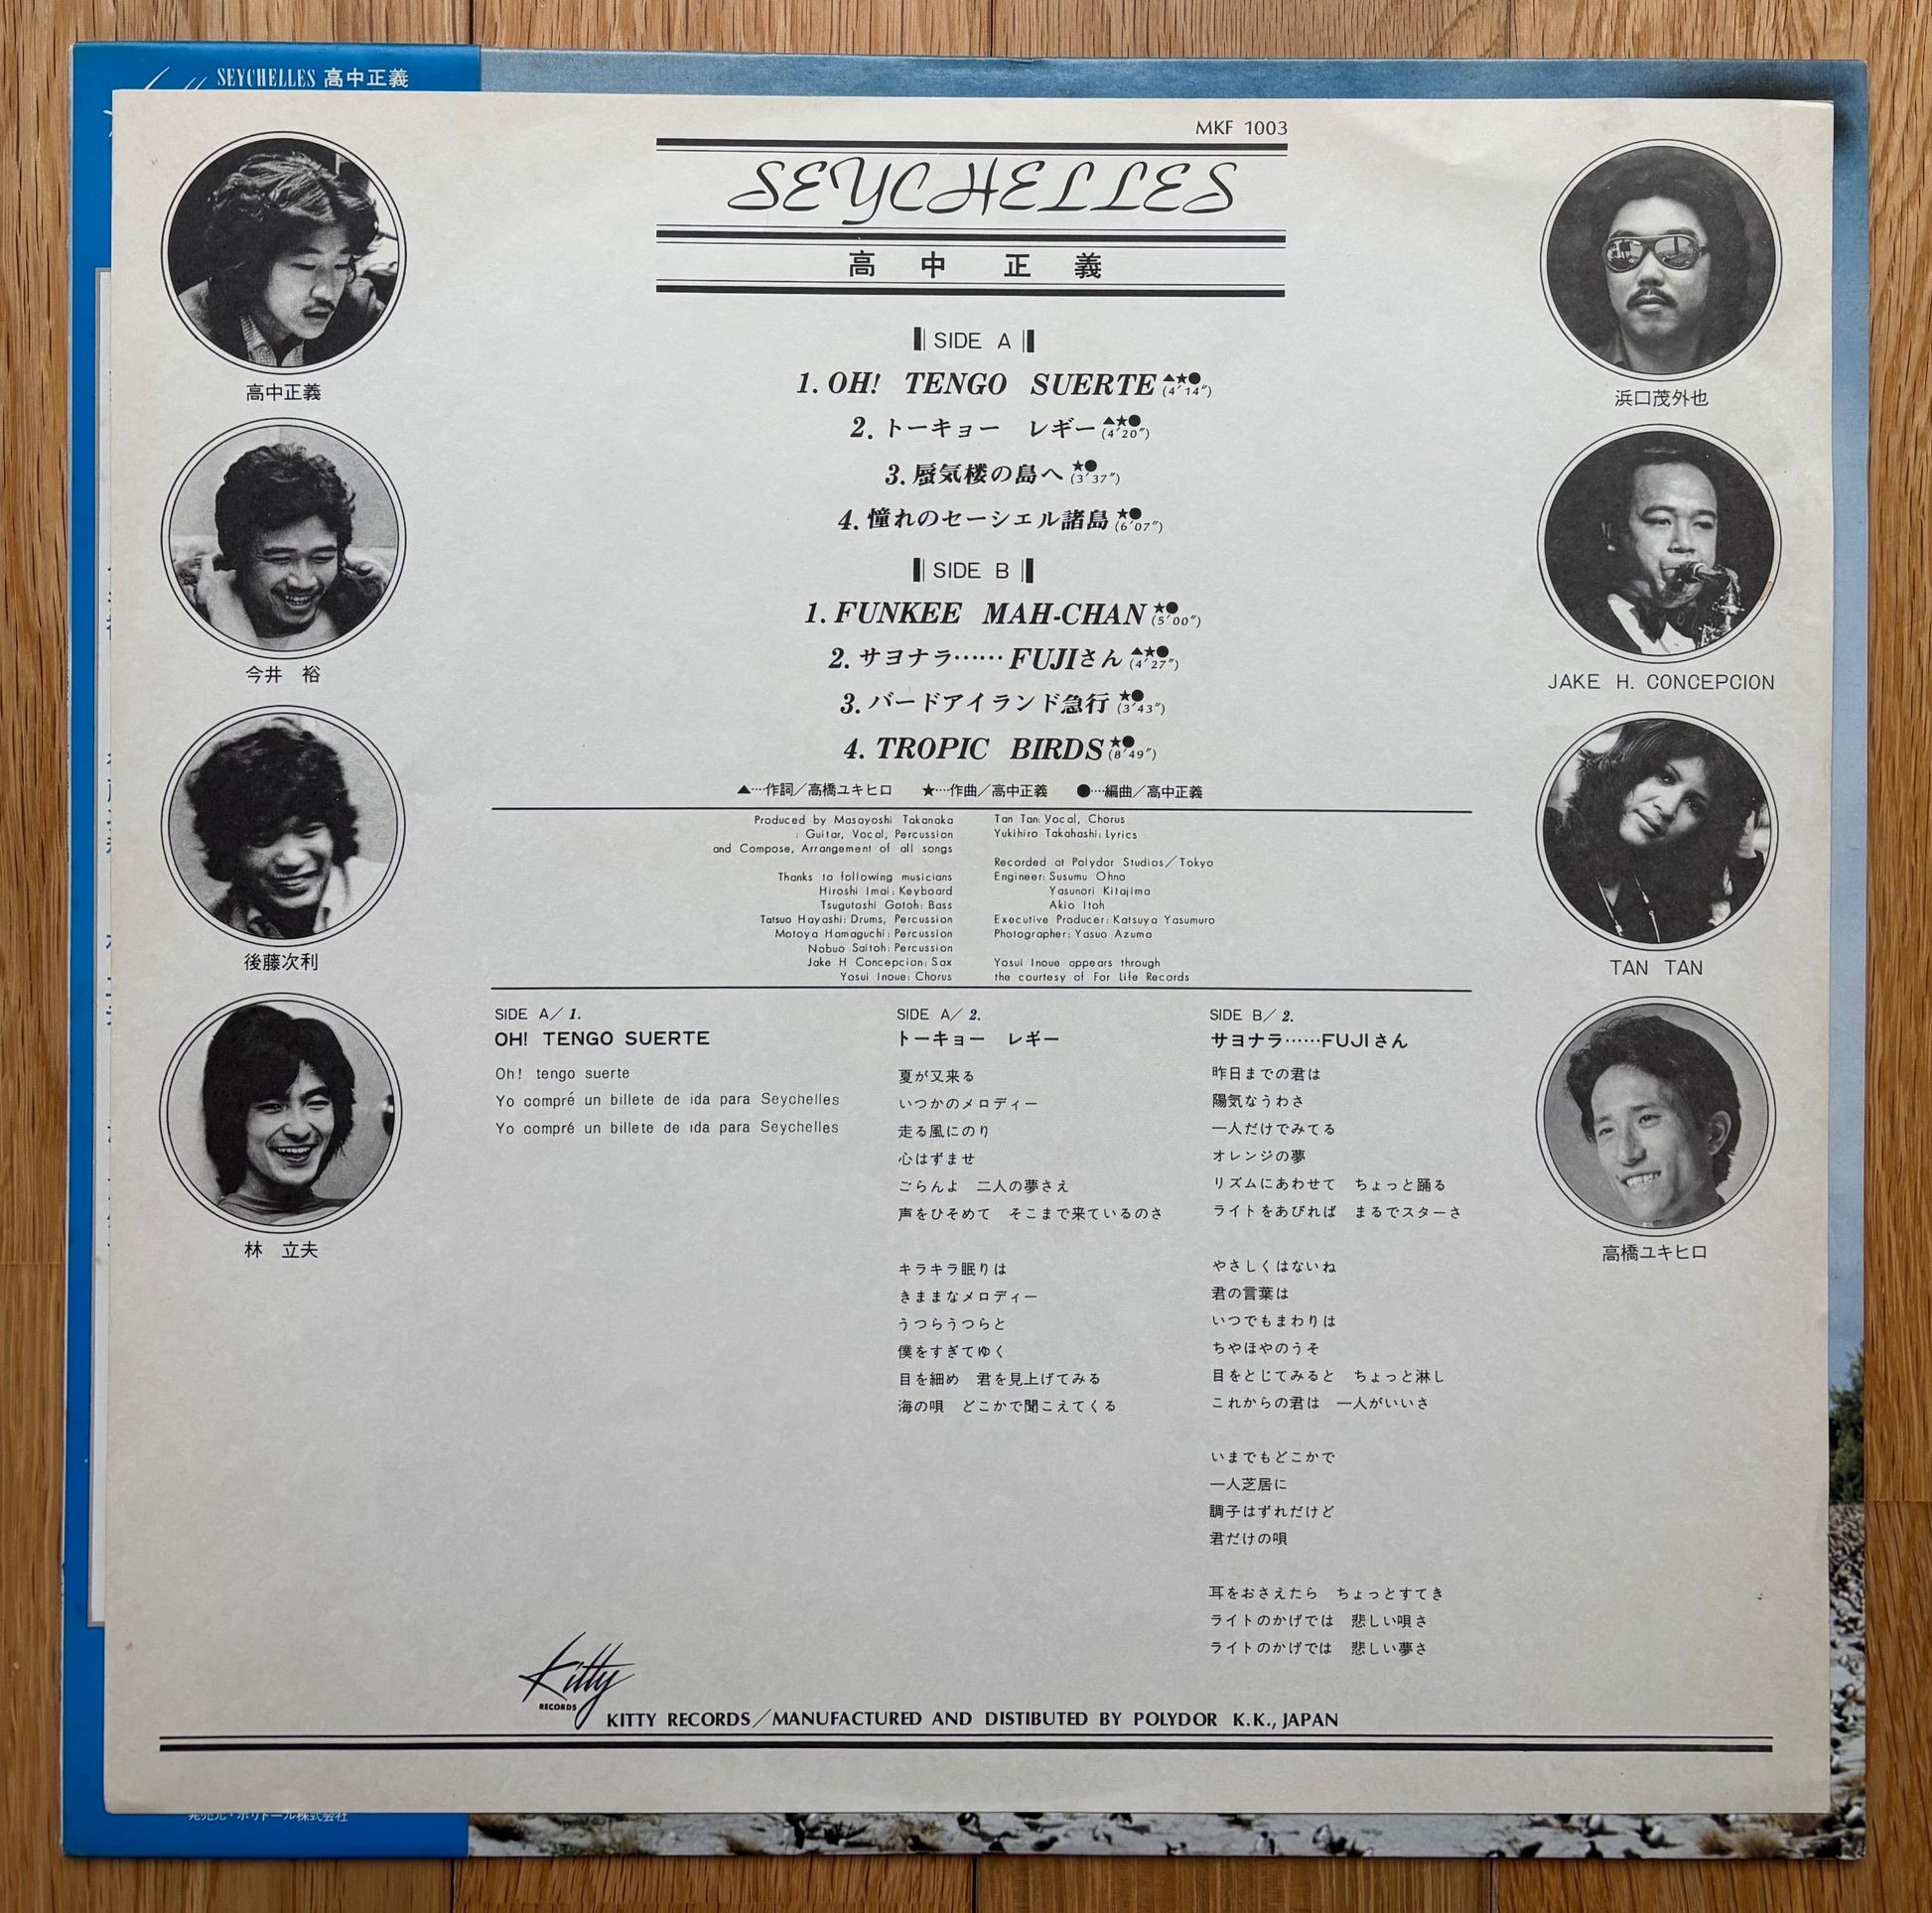 SEYCHELLES 高中正義
MKF 1003
SEYCHELLES
高中正義
SIDE A
1. OH! TENGO SUERTE ▲★● (4′14″)
2. トーキョー レギー ▲★● (4′20″)
3. 蜃気楼の島へ ★● (3′37″)
4. 憧れのセーシェル諸島 ★● (6′07″)
SIDE B
1. FUNKEE MAH-CHAN ★● (5′00″)
2. サヨナラ……FUJIさん ▲★● (4′27″)
3. バードアイランド急行 ★● (3′43″)
4. TROPIC BIRDS ★● (8′49″)
▲…作詞／高橋ユキヒロ ★…作曲／高中正義 ●…編曲／高中正義
高中正義
今井 裕
後藤次利
林 立夫
浜口茂外也
JAKE H. CONCEPCION
TAN TAN
高橋ユキヒロ
Produced by Masayoshi Takanaka
: Guitar, Vocal, Percussion
and Compose, Arrangement of all songs
Thanks to following musicians
Hiroshi Imai: Keyboard
Tsugutoshi Gotoh: Bass
Tatsuo Hayashi: Drums, Percussion
Motoya Hamaguchi: Percussion
Nobuo Saitoh: Percussion
Jake H Concepcion: Sax
Yosui Inoue: Chorus
Tan Tan: Vocal, Chorus
Yukihiro Takahashi: Lyrics
Recorded at Polydor Studios／Tokyo
Engineer: Susumu Ohno
Yasunori Kitajima
Akio Itoh
Executive Producer: Katsuya Yasumuro
Photographer: Yasuo Azuma
Yosui Inoue appears through
the courtesy of For Life Records
SIDE A／1.
OH! TENGO SUERTE
Oh! tengo suerte
Yo compré un billete de ida para Seychelles
Yo compré un billete de ida para Seychelles
SIDE A／2.
トーキョー レギー
夏が又来る
いつかのメロディー
走る風にのり
心はずませ
ごらんよ 二人の夢さえ
声をひそめて そこまで来ているのさ
キラキラ眠りは
きままなメロディー
うつらうつらと
僕をすぎてゆく
目を細め 君を見上げてみる
海の唄 どこかで聞こえてくる
SIDE B／2.
サヨナラ……FUJIさん
昨日までの君は
陽気なうわさ
一人だけでみてる
オレンジの夢
リズムにあわせて ちょっと踊る
ライトをあびれば まるでスターさ
やさしくはないね
君の言葉は
いつでもまわりは
ちやほやのうそ
目をとじてみると ちょっと淋し
これからの君は 一人がいいさ
いまでもどこかで
一人芝居に
調子はずれだけど
君だけの唄
耳をおさえたら ちょっとすてき
ライトのかげでは 悲しい唄さ
ライトのかげでは 悲しい夢さ
Kitty
RECORDS
KITTY RECORDS／MANUFACTURED AND DISTIBUTED BY POLYDOR K.K., JAPAN
発売元・ポリドール株式会社